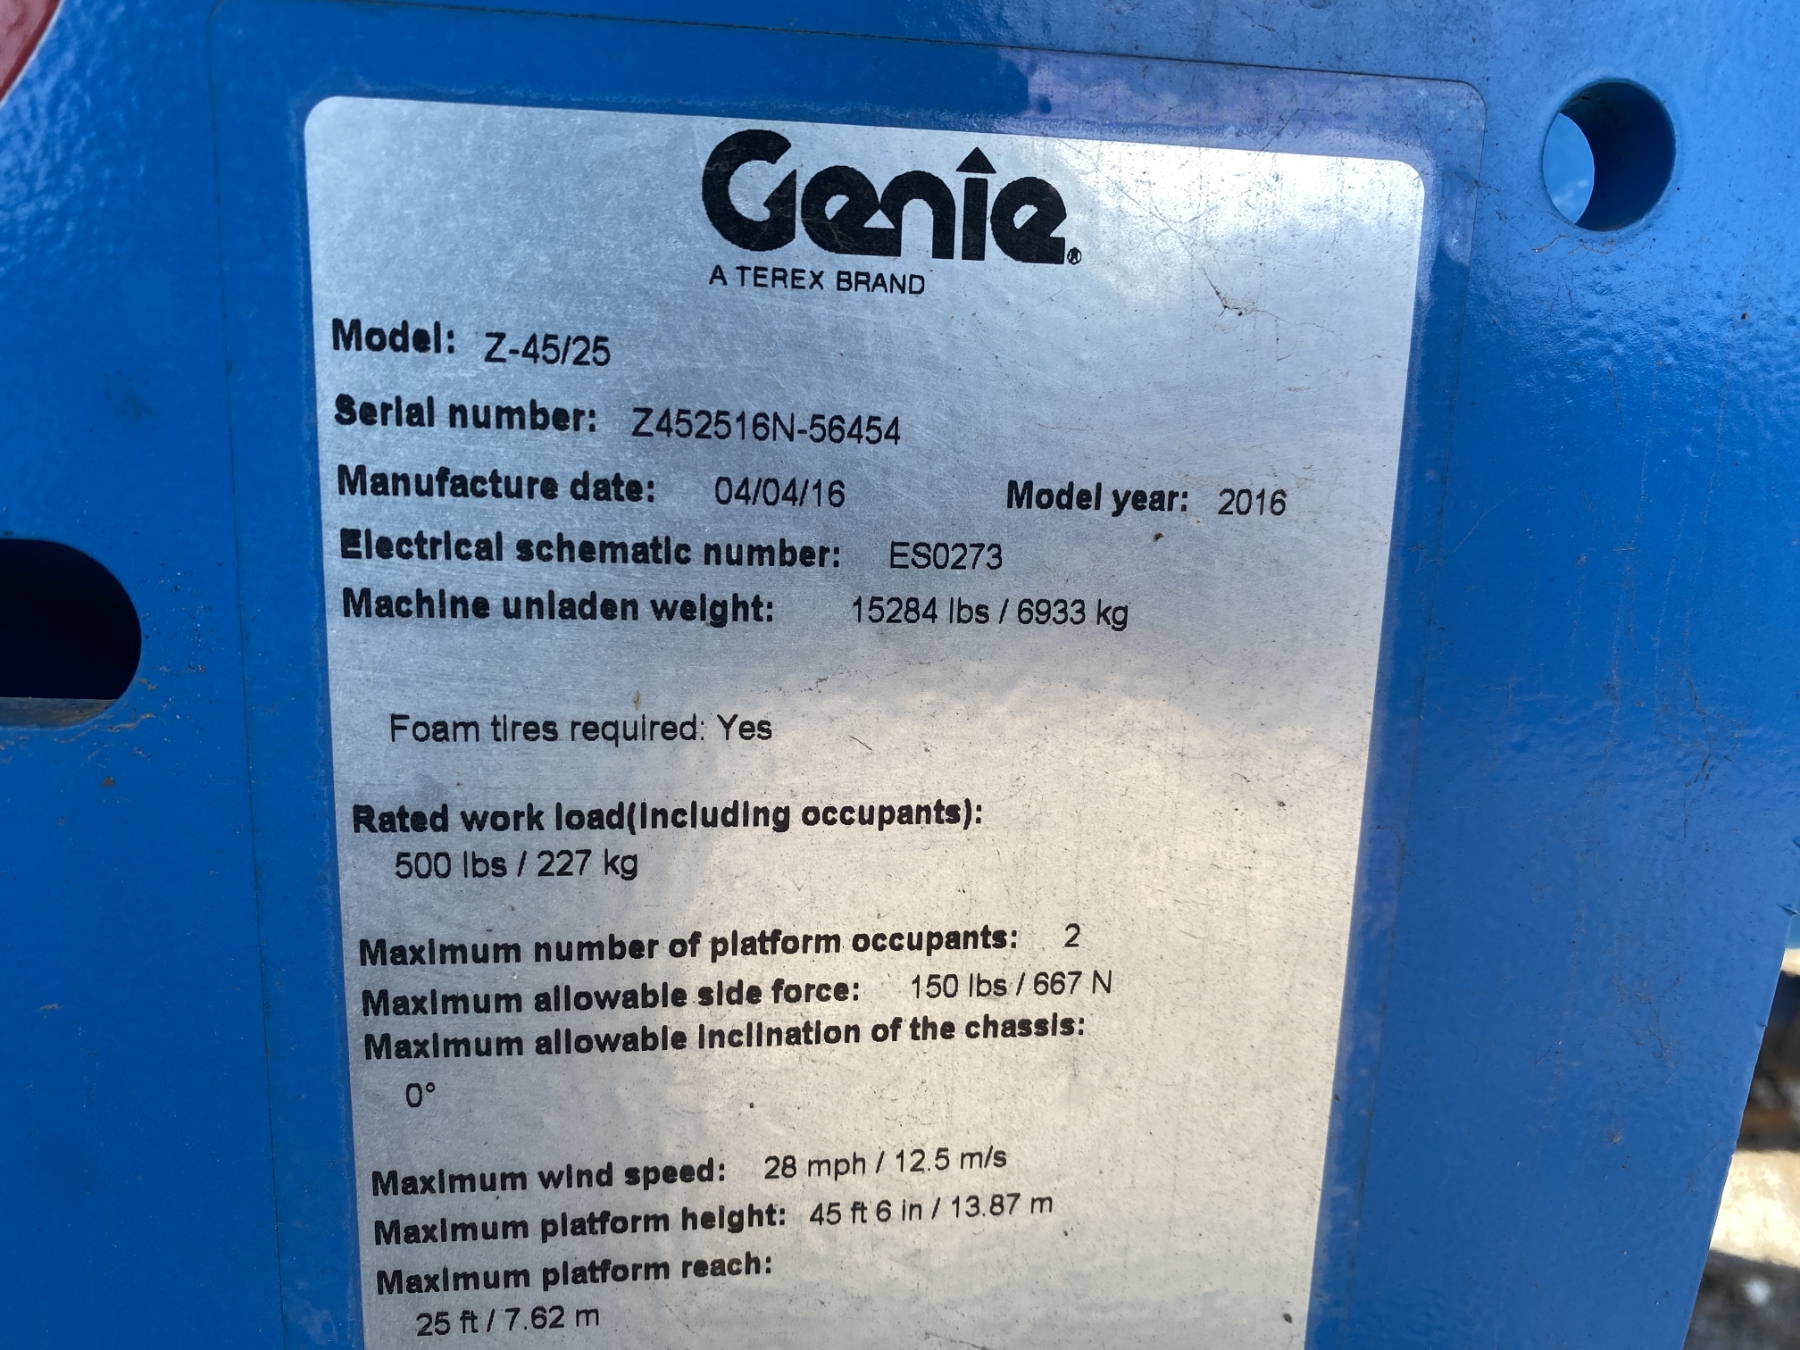 Genie®
A TEREX BRAND
Model: Z-45/25
Serial number: Z452516N-56454
Manufacture date: 04/04/16 Model year: 2016
Electrical schematic number: ES0273
Machine unladen weight: 15284 lbs / 6933 kg
Foam tires required: Yes
Rated work load(Including occupants):
500 lbs / 227 kg
Maximum number of platform occupants: 2
Maximum allowable side force: 150 lbs / 667 N
Maximum allowable inclination of the chassis:
0°
Maximum wind speed: 28 mph / 12.5 m/s
Maximum platform height: 45 ft 6 in / 13.87 m
Maximum platform reach:
25 ft / 7.62 m